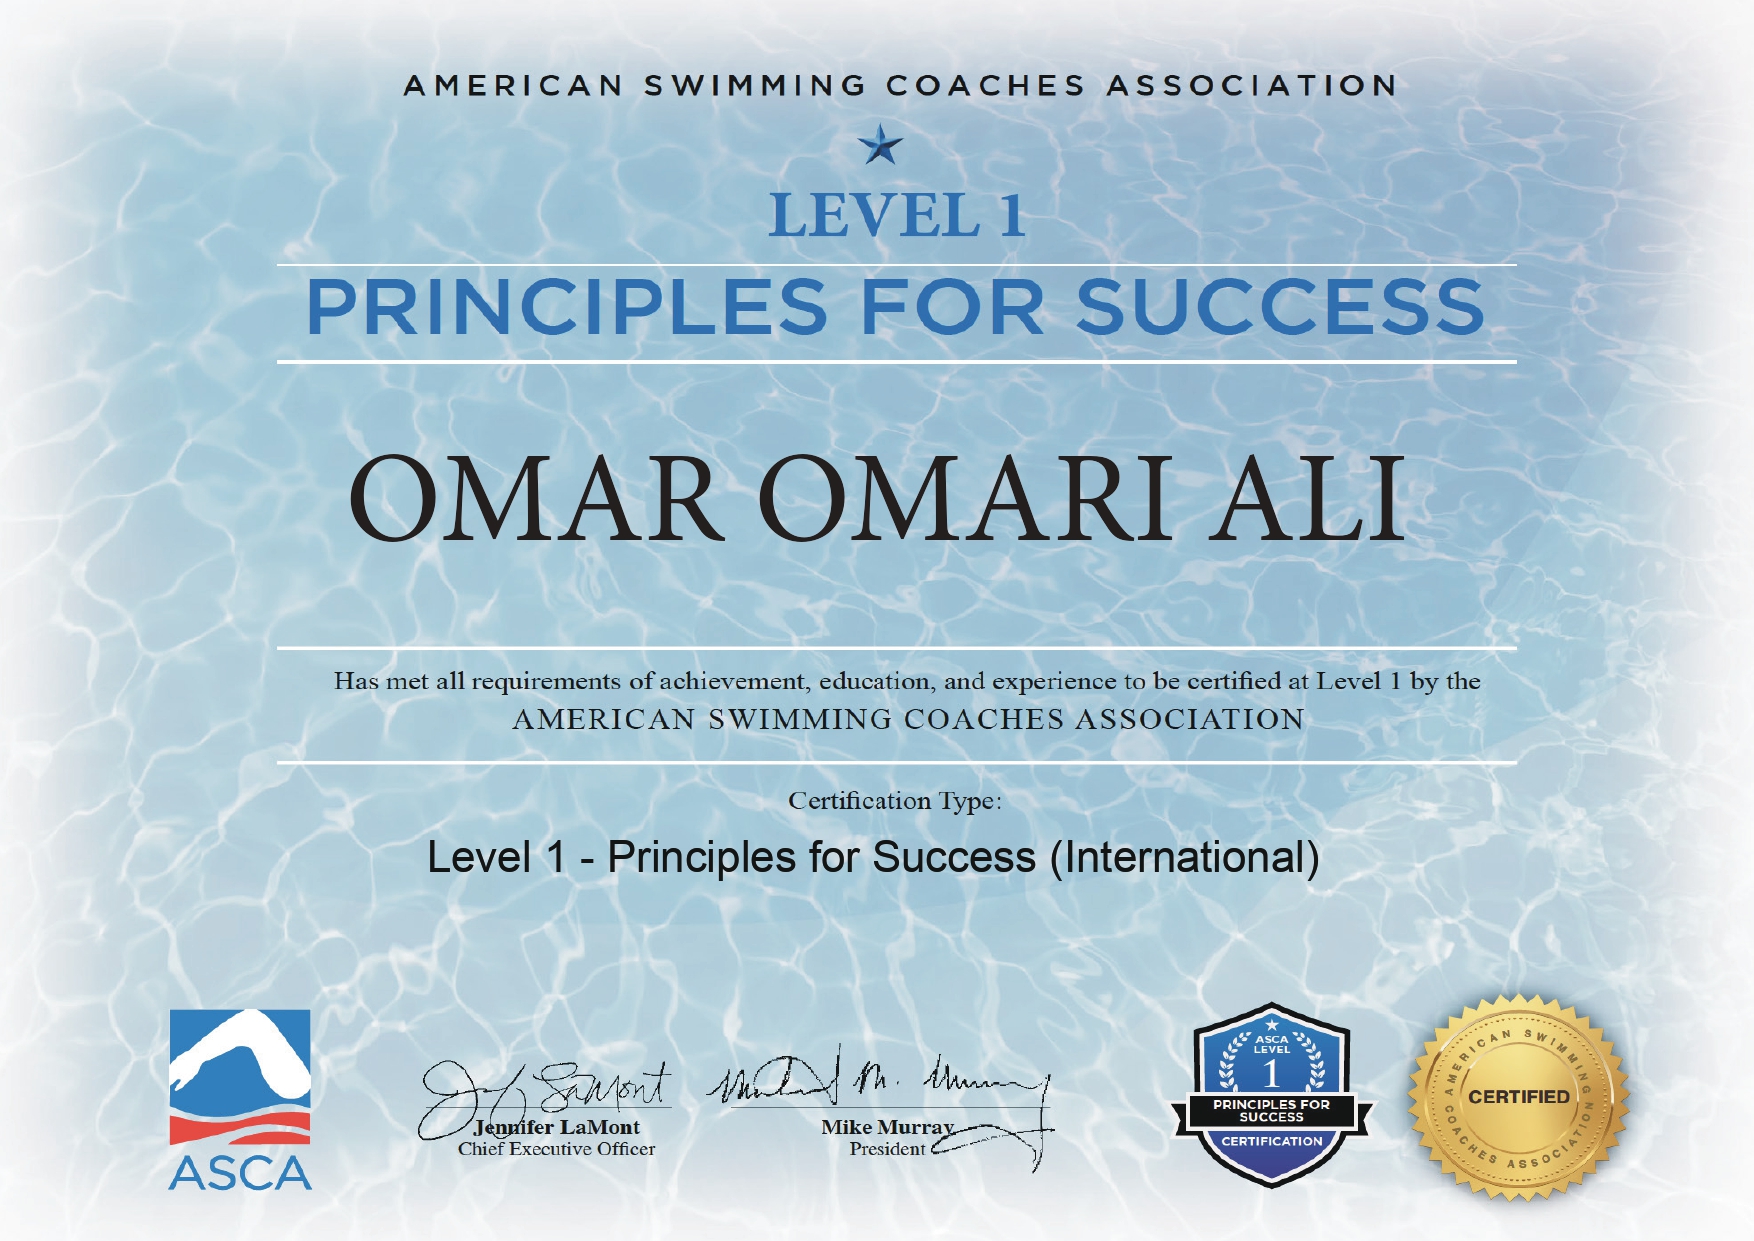 AMERICAN SWIMMING COACHES ASSOCIATION
LEVEL 1
PRINCIPLES FOR SUCCESS
OMAR OMARI ALI
Has met all requirements of achievement, education, and experience to be certified at Level 1 by the
AMERICAN SWIMMING COACHES ASSOCIATION
Certification Type:
Level 1 - Principles for Success (International)
ASCA
Jennifer LaMont
Chief Executive Officer
Mike Murray
President
ASCA
LEVEL
1
PRINCIPLES FOR
SUCCESS
CERTIFICATION
AMERICAN SWIMMING
CERTIFIED
COACHES ASSOCIATION